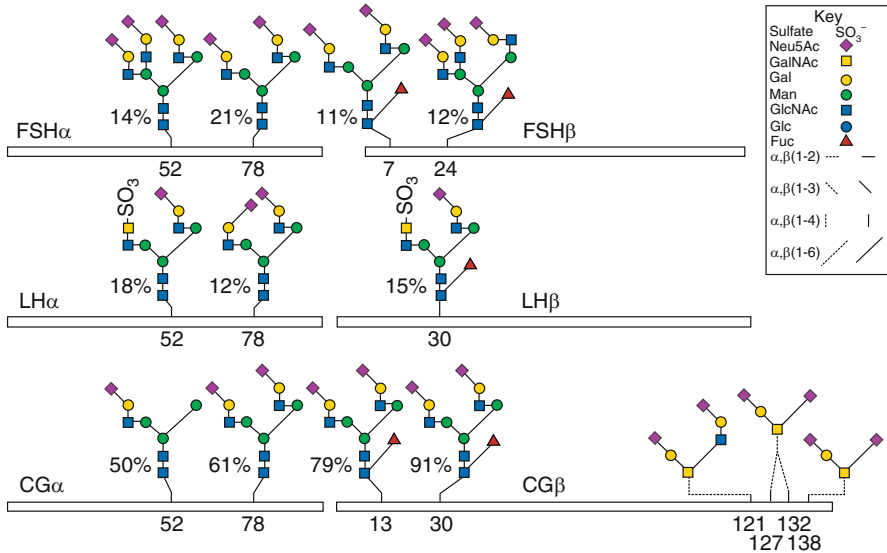 14%
21%
11%
12%
FSHα
FSHβ
52
78
7
24
SO3
SO3
18%
12%
15%
LHα
LHβ
52
78
30
50%
61%
79%
91%
CGα
CGβ
52
78
13
30
121
132
127
138
Key
Sulfate SO3−
Neu5Ac
GalNAc
Gal
Man
GlcNAc
Glc
Fuc
α,β(1-2)
α,β(1-3)
α,β(1-4)
α,β(1-6)